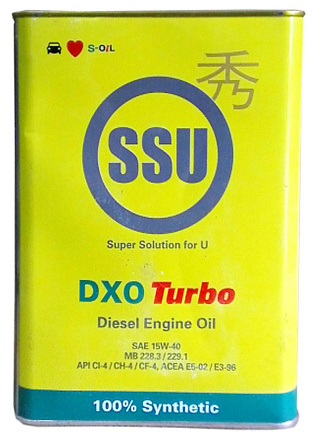 S-OIL
秀
SSU
Super Solution for U
DXO Turbo
Diesel Engine Oil
SAE 15W-40
MB 228.3 / 229.1
API CI-4 / CH-4 / CF-4, ACEA E5-02 / E3-96
100% Synthetic